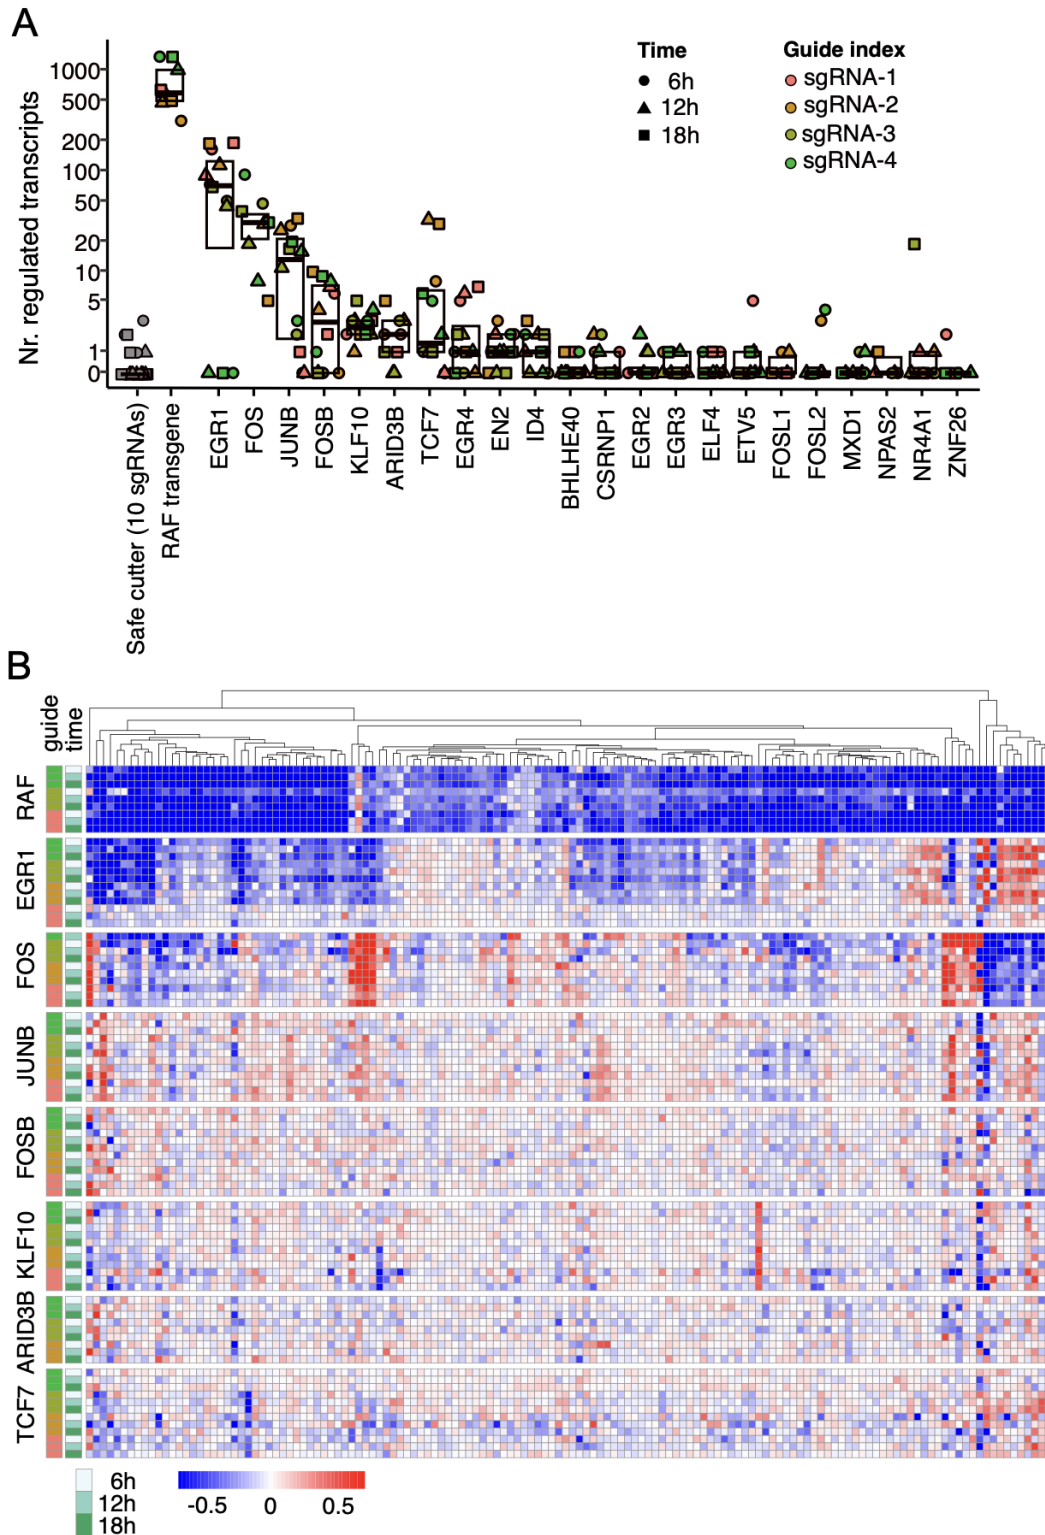 A
Nr. regulated transcripts
1000
500
200
100
50
20
10
5
1
0
Time
6h
12h
18h
Guide index
sgRNA-1
sgRNA-2
sgRNA-3
sgRNA-4
Safe cutter (10 sgRNAs)
RAF transgene
EGR1
FOS
JUNB
FOSB
KLF10
ARID3B
TCF7
EGR4
EN2
ID4
BHLHE40
CSRNP1
EGR2
EGR3
ELF4
ETV5
FOSL1
FOSL2
MXD1
NPAS2
NR4A1
ZNF26
B
guide
time
RAF
EGR1
FOS
JUNB
FOSB
KLF10
ARID3B
TCF7
6h
12h
18h
-0.5 0 0.5